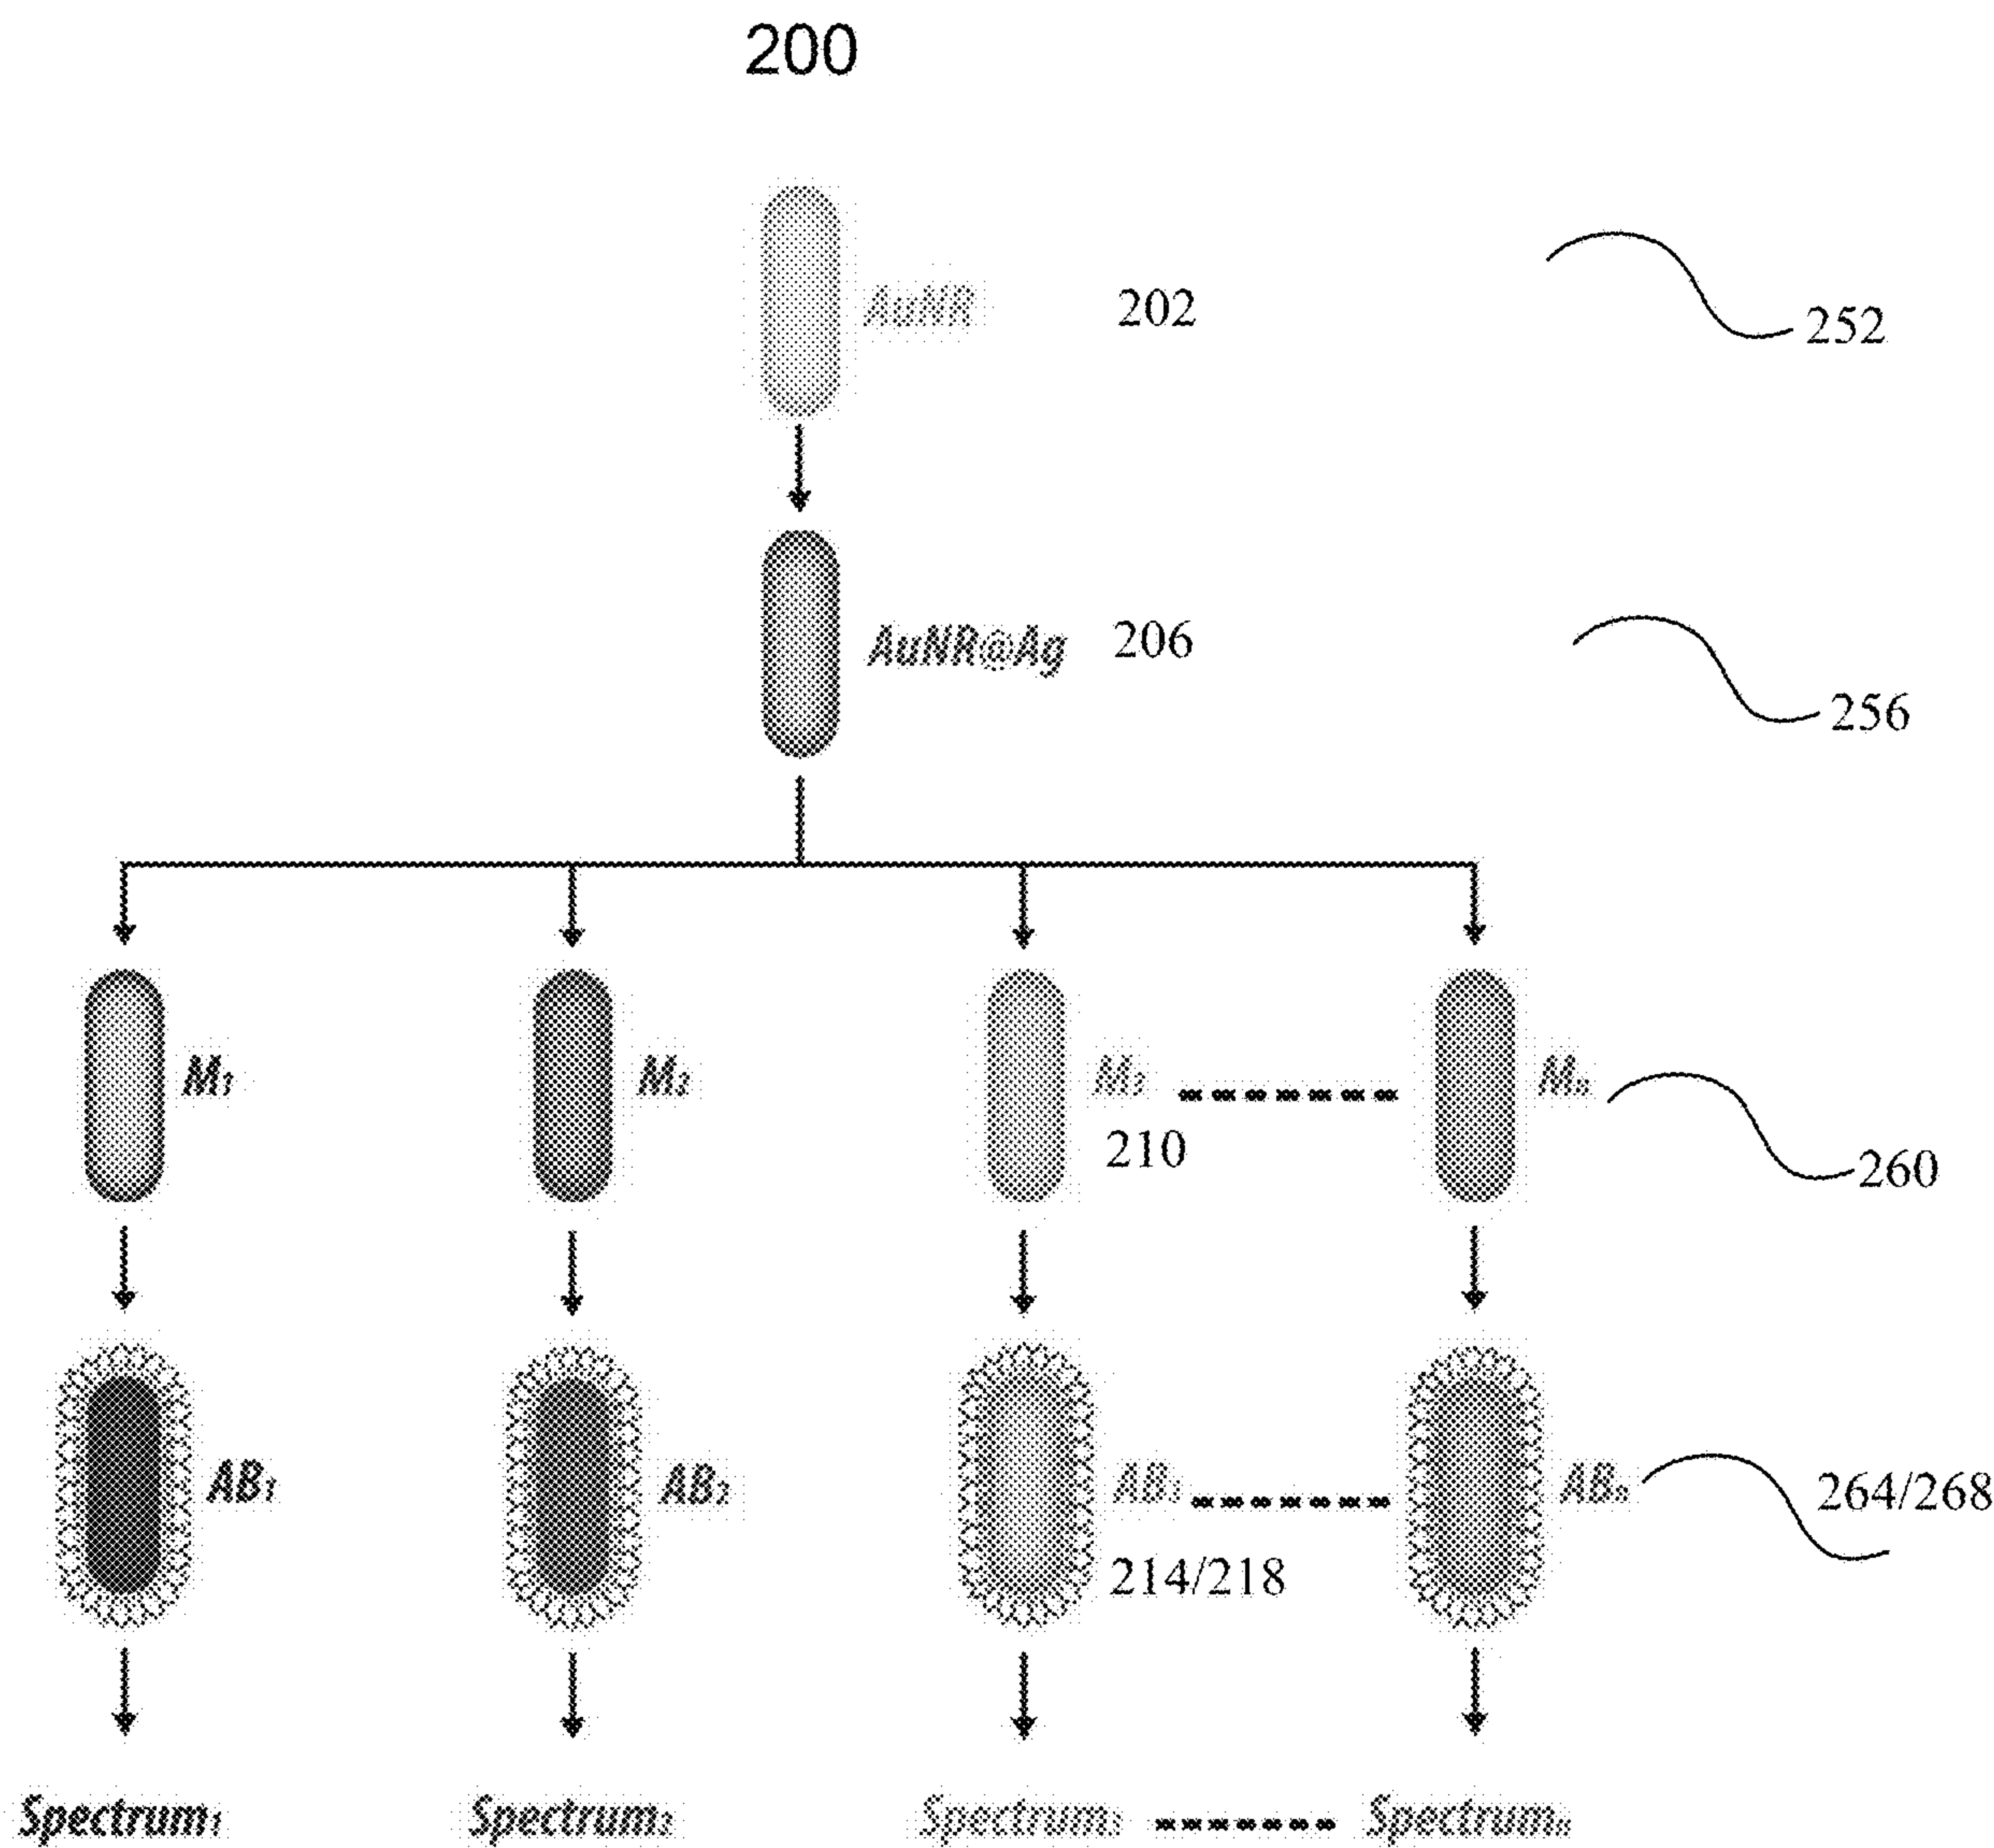 200
AuNR 202
252
AuNR@Ag 206
256
M₁ M₂ M₃ Mₙ
210
260
AB₁ AB₂ AB₃ ABₙ 264/268
214/218
Spectrum₁ Spectrum₂ Spectrum₃ Spectrumₙ